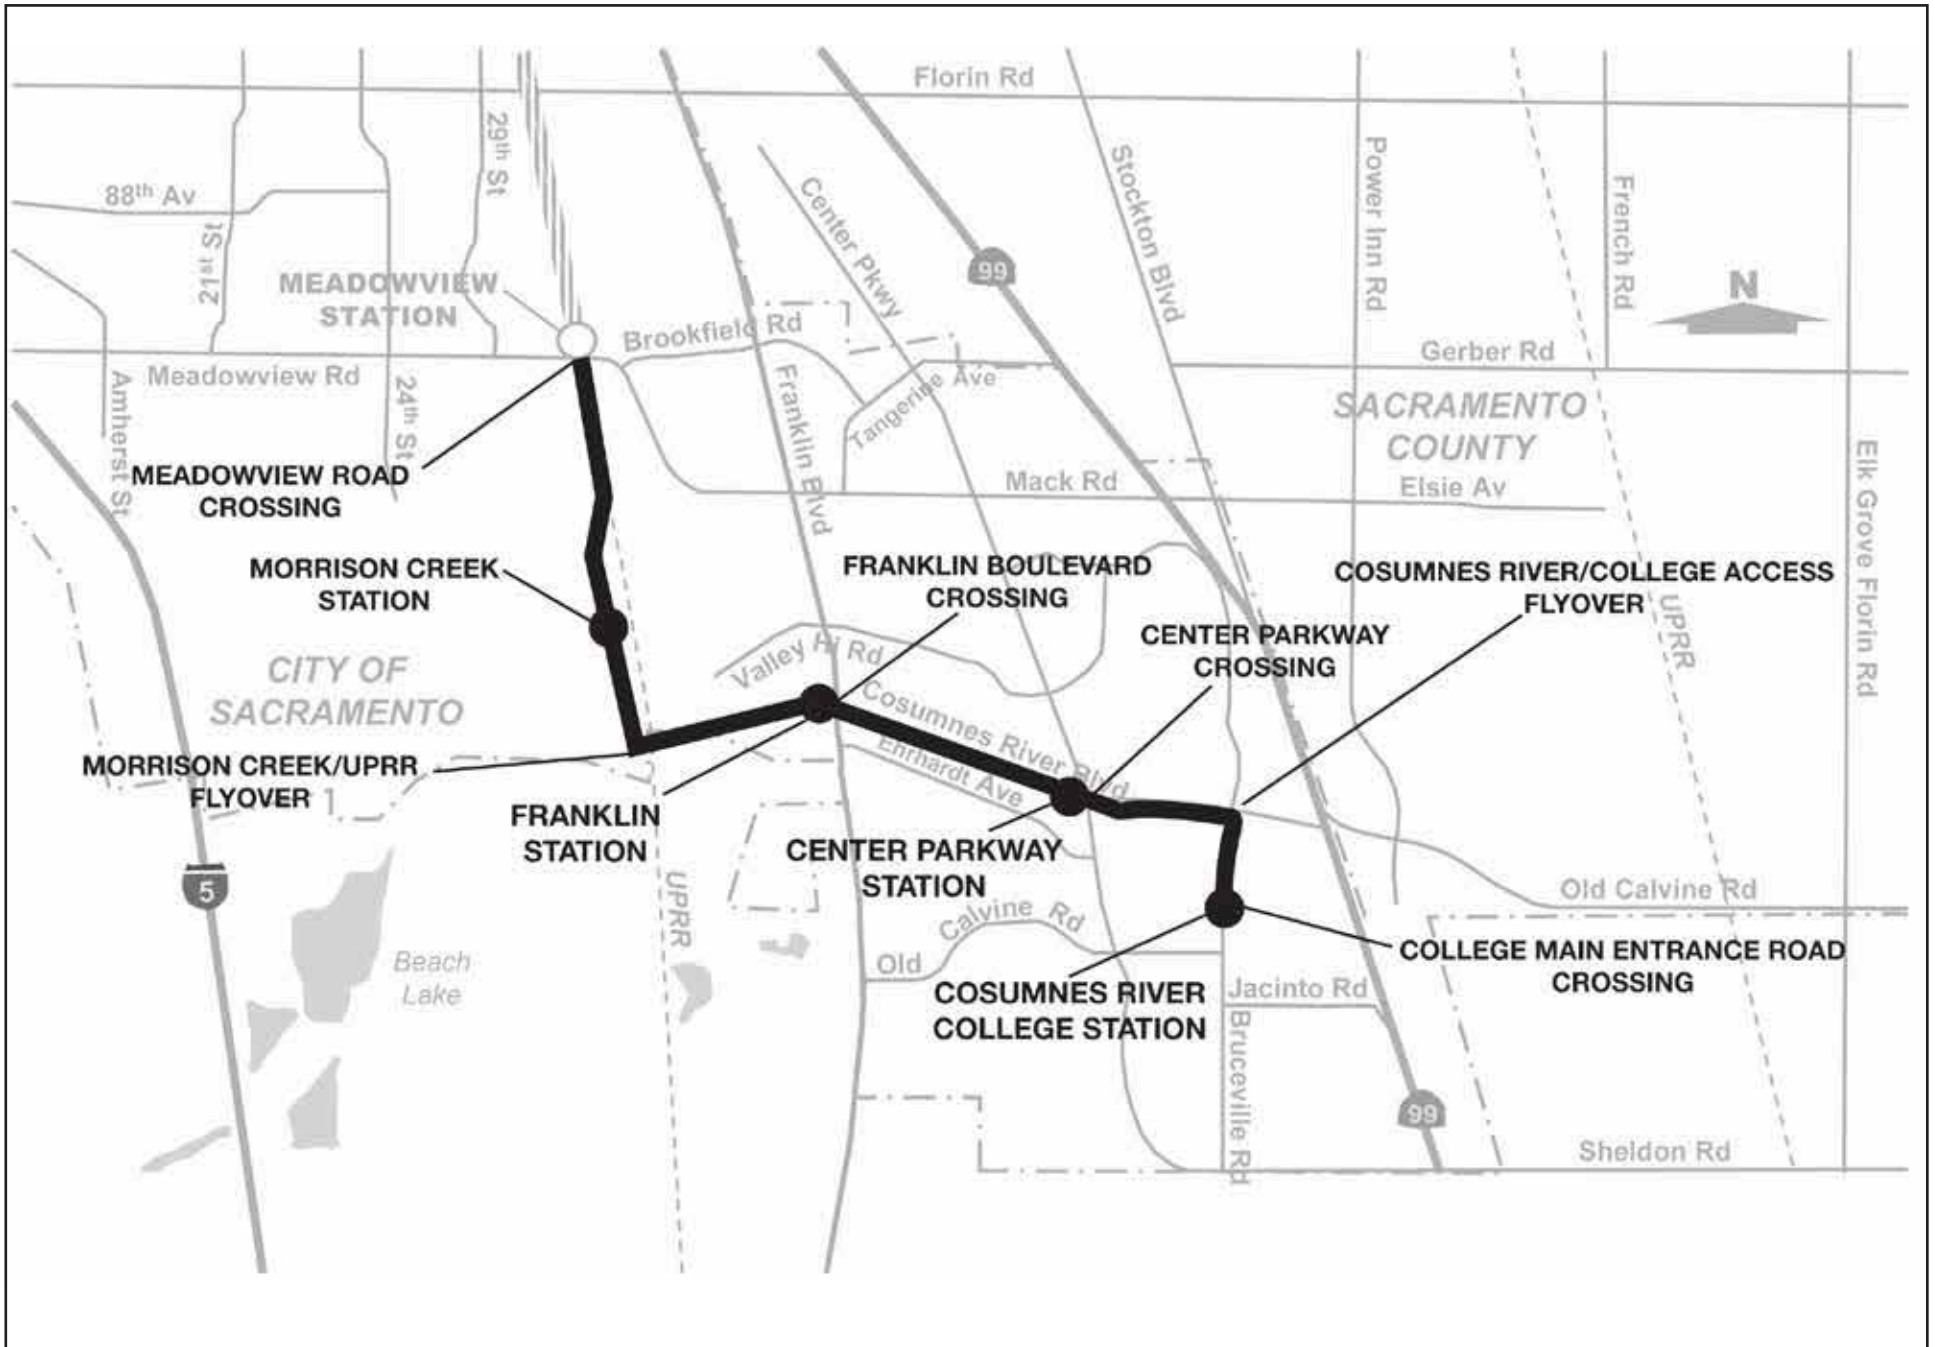 Florin Rd
29th St
Power Inn Rd
French Rd
Stockton Blvd
88th Av
Center Pkwy
21st St
99
N
MEADOWVIEW
STATION
Brookfield Rd
Gerber Rd
Meadowview Rd
Amherst St
24th St
Franklin Blvd
Tangerine Ave
SACRAMENTO
COUNTY
MEADOWVIEW ROAD
CROSSING
Mack Rd
Elsie Av
Elk Grove Florin Rd
MORRISON CREEK
STATION
FRANKLIN BOULEVARD
CROSSING
COSUMNES RIVER/COLLEGE ACCESS
FLYOVER
UPRR
CENTER PARKWAY
CROSSING
Valley Hi Rd
CITY OF
SACRAMENTO
Cosumnes River Blvd
Ehrhardt Ave
MORRISON CREEK/UPRR
FLYOVER
FRANKLIN
STATION
CENTER PARKWAY
STATION
5
UPRR
Old Calvine Rd
Old Calvine Rd
COLLEGE MAIN ENTRANCE ROAD
CROSSING
Beach
Lake
COSUMNES RIVER
COLLEGE STATION
Jacinto Rd
Bruceville Rd
99
Sheldon Rd